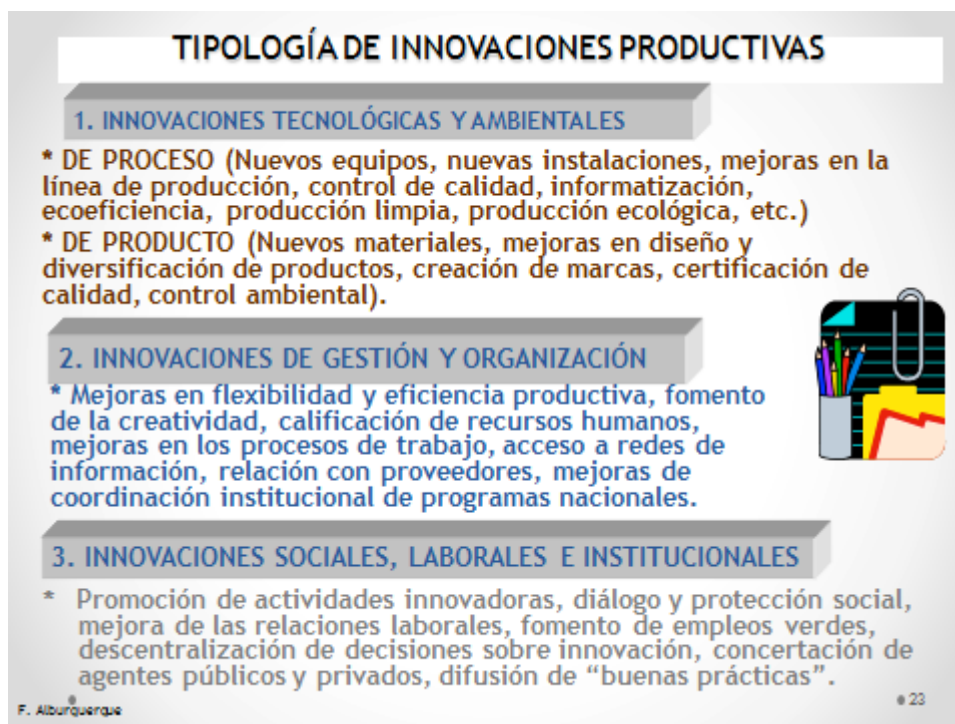 TIPOLOGÍA DE INNOVACIONES PRODUCTIVAS
1. INNOVACIONES TECNOLÓGICAS Y AMBIENTALES
* DE PROCESO (Nuevos equipos, nuevas instalaciones, mejoras en la
línea de producción, control de calidad, informatización,
ecoeficiencia, producción limpia, producción ecológica, etc.)
* DE PRODUCTO (Nuevos materiales, mejoras en diseño y
diversificación de productos, creación de marcas, certificación de
calidad, control ambiental).
2. INNOVACIONES DE GESTIÓN Y ORGANIZACIÓN
* Mejoras en flexibilidad y eficiencia productiva, fomento
de la creatividad, calificación de recursos humanos,
mejoras en los procesos de trabajo, acceso a redes de
información, relación con proveedores, mejoras de
coordinación institucional de programas nacionales.
3. INNOVACIONES SOCIALES, LABORALES E INSTITUCIONALES
* Promoción de actividades innovadoras, diálogo y protección social,
mejora de las relaciones laborales, fomento de empleos verdes,
descentralización de decisiones sobre innovación, concertación de
agentes públicos y privados, difusión de “buenas prácticas”.
F. Alburquerque
23